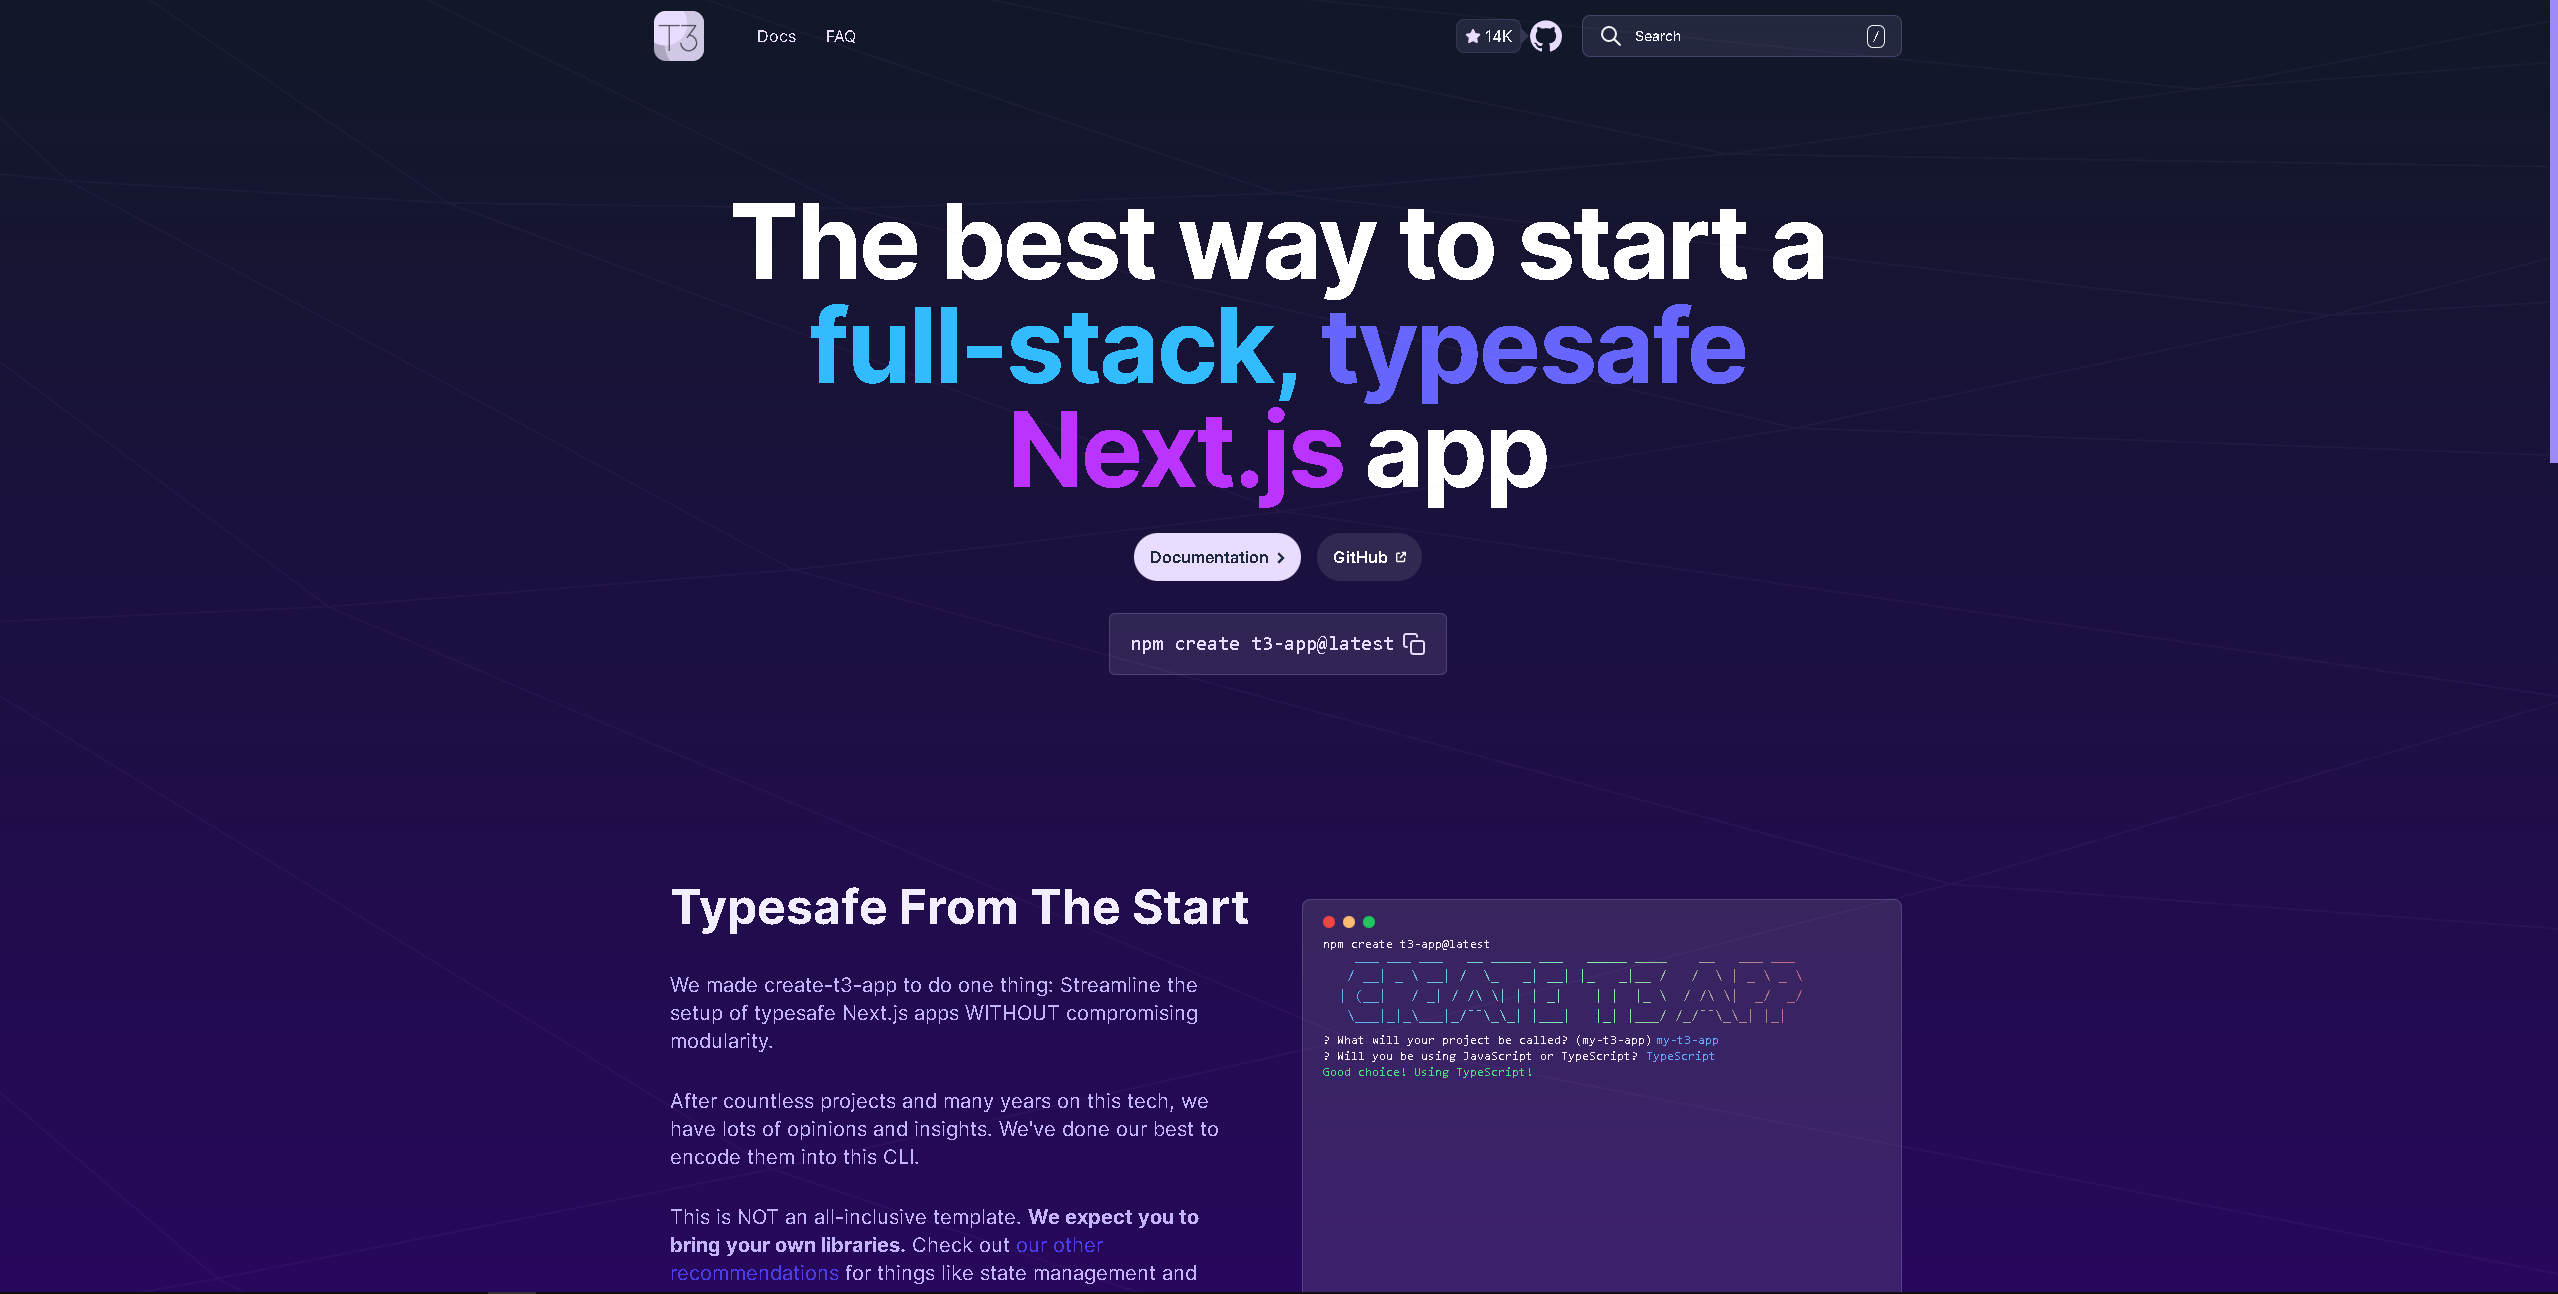 T3
Docs
FAQ
14K
Search
/
The best way to start a
full-stack, typesafe
Next.js app
Documentation
GitHub
npm create t3-app@latest
Typesafe From The Start
We made create-t3-app to do one thing: Streamline the
setup of typesafe Next.js apps WITHOUT compromising
modularity.
After countless projects and many years on this tech, we
have lots of opinions and insights. We've done our best to
encode them into this CLI.
This is NOT an all-inclusive template. We expect you to
bring your own libraries. Check out our other
recommendations for things like state management and
npm create t3-app@latest
CREATE T3 APP
? What will your project be called? (my-t3-app) my-t3-app
? Will you be using JavaScript or TypeScript? TypeScript
Good choice! Using TypeScript!